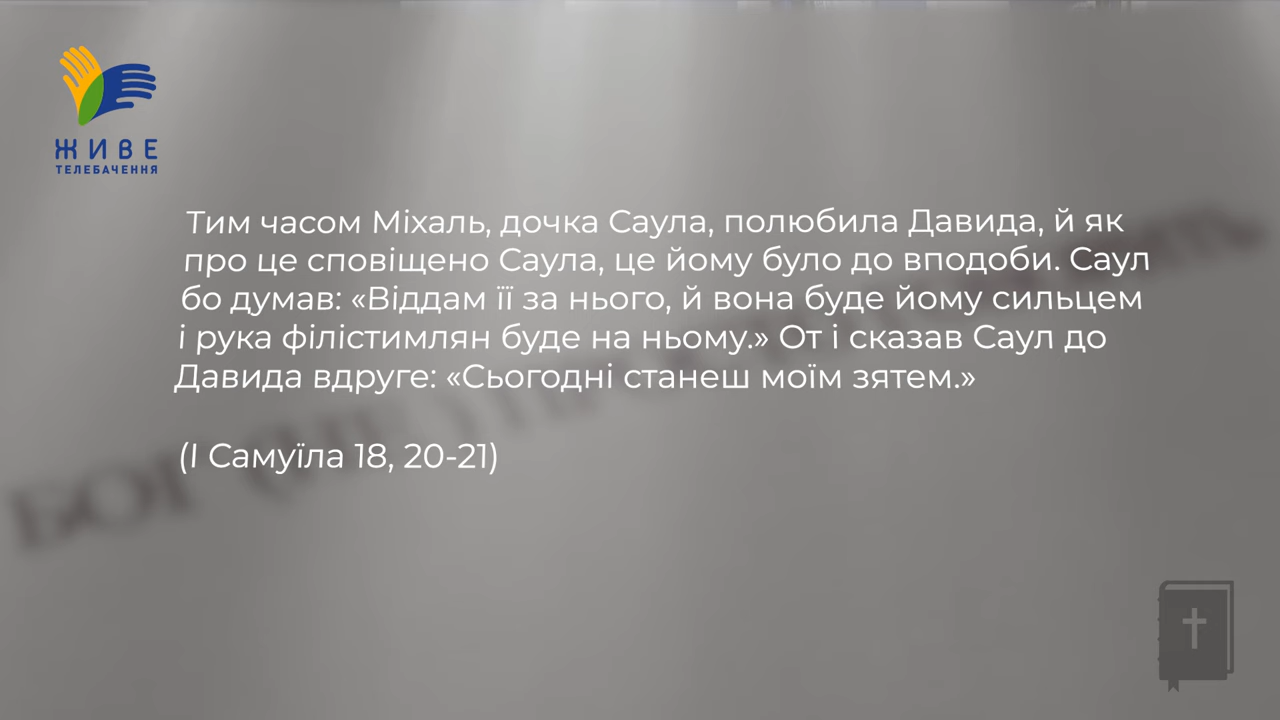 ЖИВЕ
ТЕЛЕБАЧЕННЯ
Тим часом Міхаль, дочка Саула, полюбила Давида, й як
про це сповіщено Саула, це йому було до вподоби. Саул
бо думав: «Віддам її за нього, й вона буде йому сильцем
і рука філістимлян буде на ньому.» От і сказав Саул до
Давида вдруге: «Сьогодні станеш моїм зятем.»
(І Самуїла 18, 20-21)
БОГ